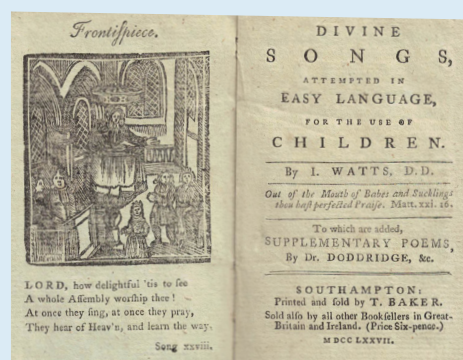 Frontiſpiece.
LORD, how delightful 'tis to ſee
A whole Aſſembly worſhip thee !
At once they ſing, at once they pray,
They hear of Heav'n, and learn the way.
Song xxviii.
DIVINE
SONGS,
ATTEMPTED IN
EASY LANGUAGE,
FOR THE USE OF
CHILDREN.
By I. WATTS, D.D.
Out of the Mouth of Babes and Sucklings
thou haſt perfected Praiſe. Matt. xxi. 16.
To which are added,
SUPPLEMENTARY POEMS,
By Dr. DODDRIDGE, &c.
SOUTHAMPTON:
Printed and ſold by T. BAKER.
Sold alſo by all other Bookſellers in Great-
Britain and Ireland. (Price Six-pence.)
MDCCLXXVII.